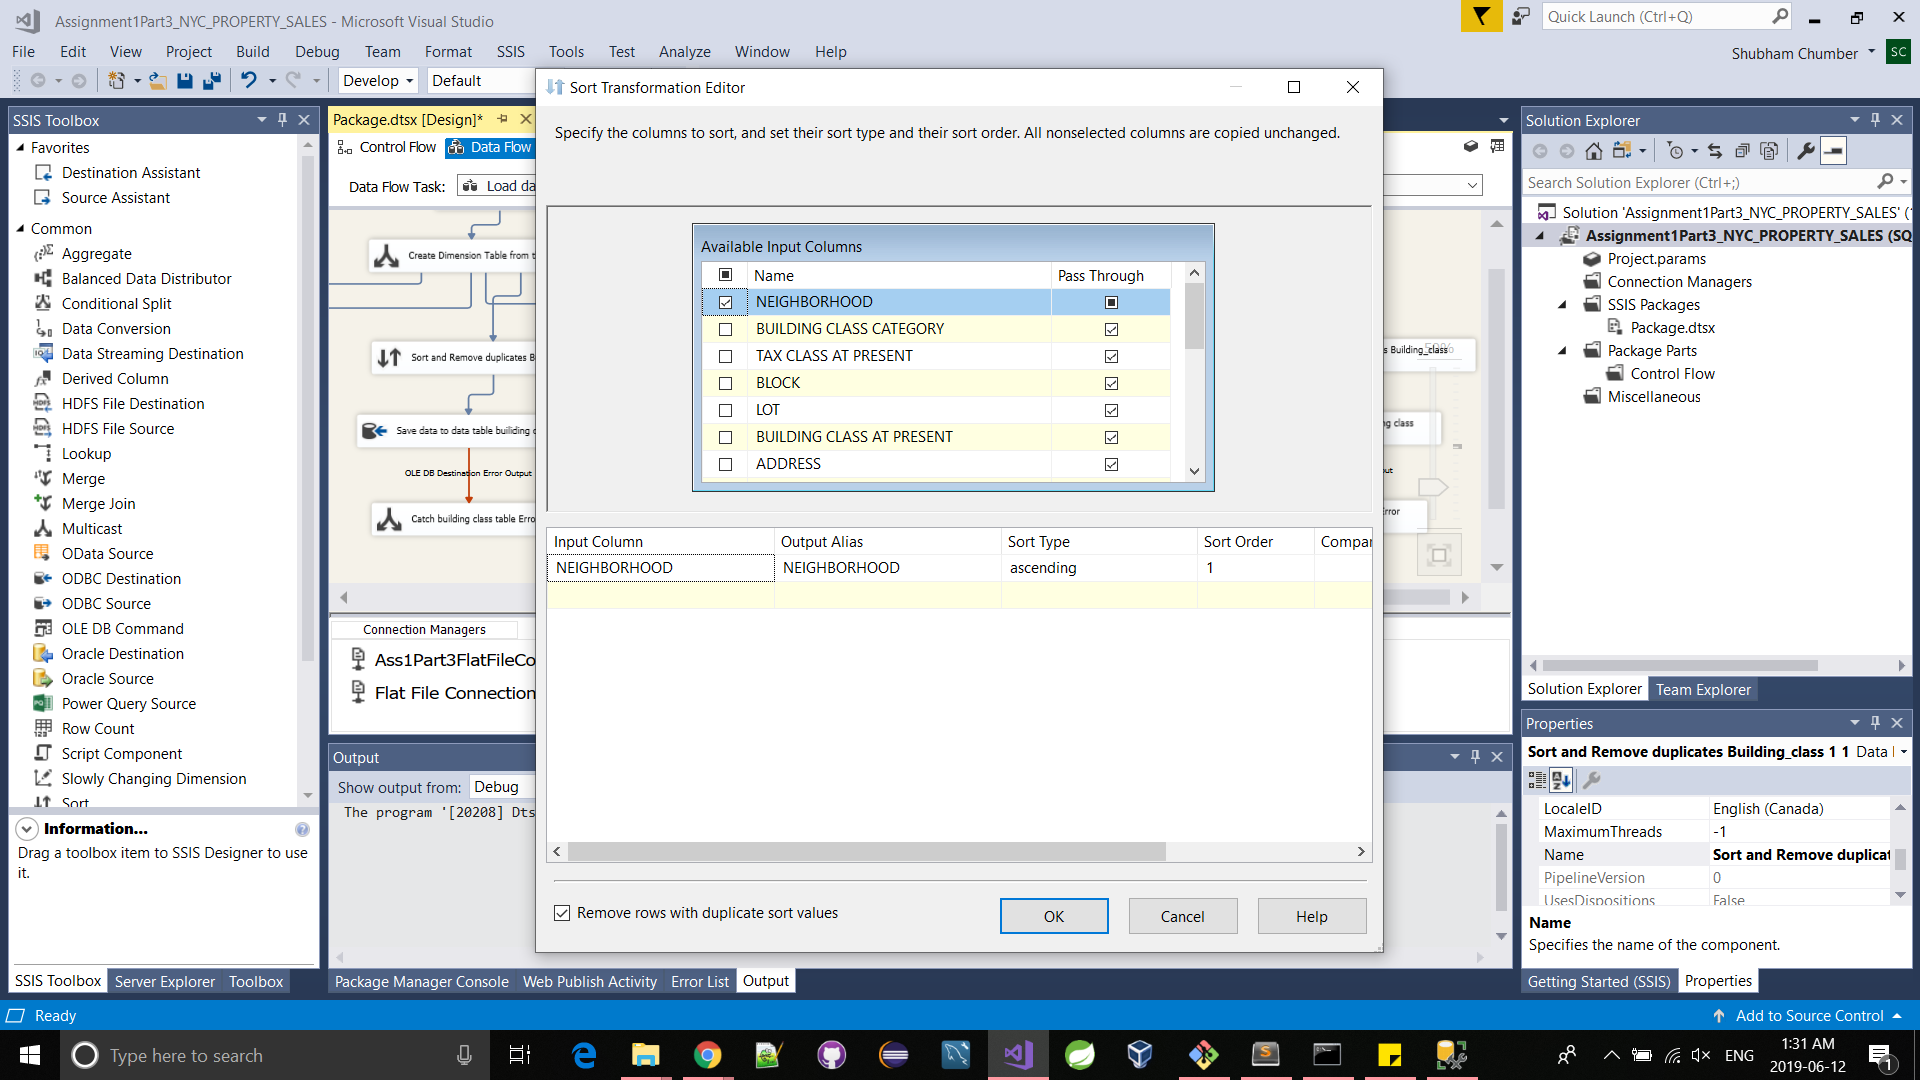 Assignment1Part3_NYC_PROPERTY_SALES - Microsoft Visual Studio
Quick Launch (Ctrl+Q)
File Edit View Project Build Debug Team Format SSIS Tools Test Analyze Window Help
Shubham Chumber SC
Develop Default
SSIS Toolbox
Favorites
Destination Assistant
Source Assistant
Common
Aggregate
Balanced Data Distributor
Conditional Split
Data Conversion
Data Streaming Destination
Derived Column
HDFS File Destination
HDFS File Source
Lookup
Merge
Merge Join
Multicast
OData Source
ODBC Destination
ODBC Source
OLE DB Command
Oracle Destination
Oracle Source
Power Query Source
Row Count
Script Component
Slowly Changing Dimension
Sort
Information...
Drag a toolbox item to SSIS Designer to use
it.
SSIS Toolbox Server Explorer Toolbox
Package.dtsx [Design]*
Control Flow Data Flow
Data Flow Task: Load da
Create Dimension Table from t
Sort and Remove duplicates B
Save data to data table building c
OLE DB Destination Error Output
Catch building class table Erro
s Building_class
ng class
ut
Error
Connection Managers
Ass1Part3FlatFileCo
Flat File Connection
Output
Show output from: Debug
The program '[20208] Dts
Package Manager Console Web Publish Activity Error List Output
Sort Transformation Editor
Specify the columns to sort, and set their sort type and their sort order. All nonselected columns are copied unchanged.
Available Input Columns
Name Pass Through
NEIGHBORHOOD
BUILDING CLASS CATEGORY
TAX CLASS AT PRESENT
BLOCK
LOT
BUILDING CLASS AT PRESENT
ADDRESS
Input Column Output Alias Sort Type Sort Order Compar
NEIGHBORHOOD NEIGHBORHOOD ascending 1
Remove rows with duplicate sort values
OK Cancel Help
Solution Explorer
Search Solution Explorer (Ctrl+;)
Solution 'Assignment1Part3_NYC_PROPERTY_SALES' (
Assignment1Part3_NYC_PROPERTY_SALES (SQ
Project.params
Connection Managers
SSIS Packages
Package.dtsx
Package Parts
Control Flow
Miscellaneous
Solution Explorer Team Explorer
Properties
Sort and Remove duplicates Building_class 1 1 Data
LocaleID English (Canada)
MaximumThreads -1
Name Sort and Remove duplicat
PipelineVersion 0
UsesDispositions False
Name
Specifies the name of the component.
Getting Started (SSIS) Properties
Ready
Add to Source Control
Type here to search
ENG
1:31 AM
2019-06-12
1